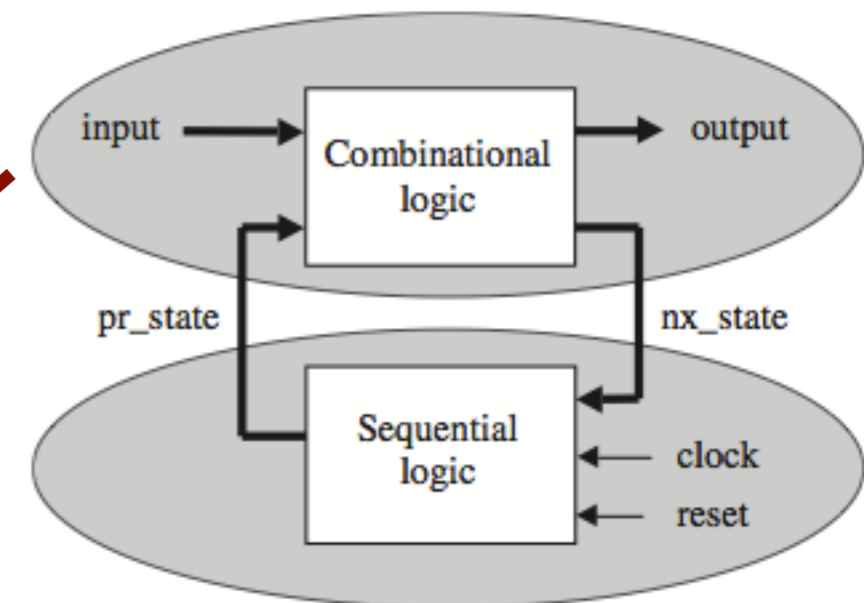 input
Combinational
logic
output
pr_state
nx_state
Sequential
logic
clock
reset